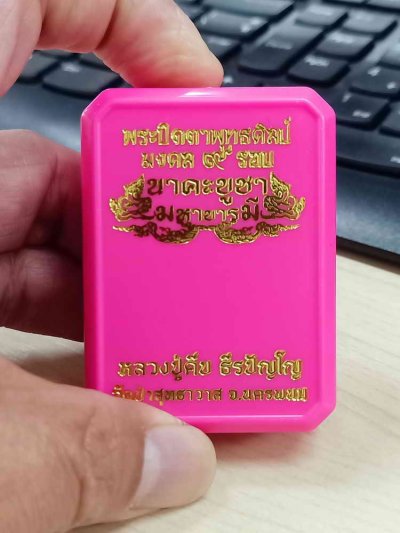 พระปิดตาพุทธศิลป์
มงคล ๙ รอบ
นาคะบูชา
มหาบารมี
หลวงปู่คีบ ธีรปัญโญ
วัดป่าสุทธาวาส จ.นครพนม